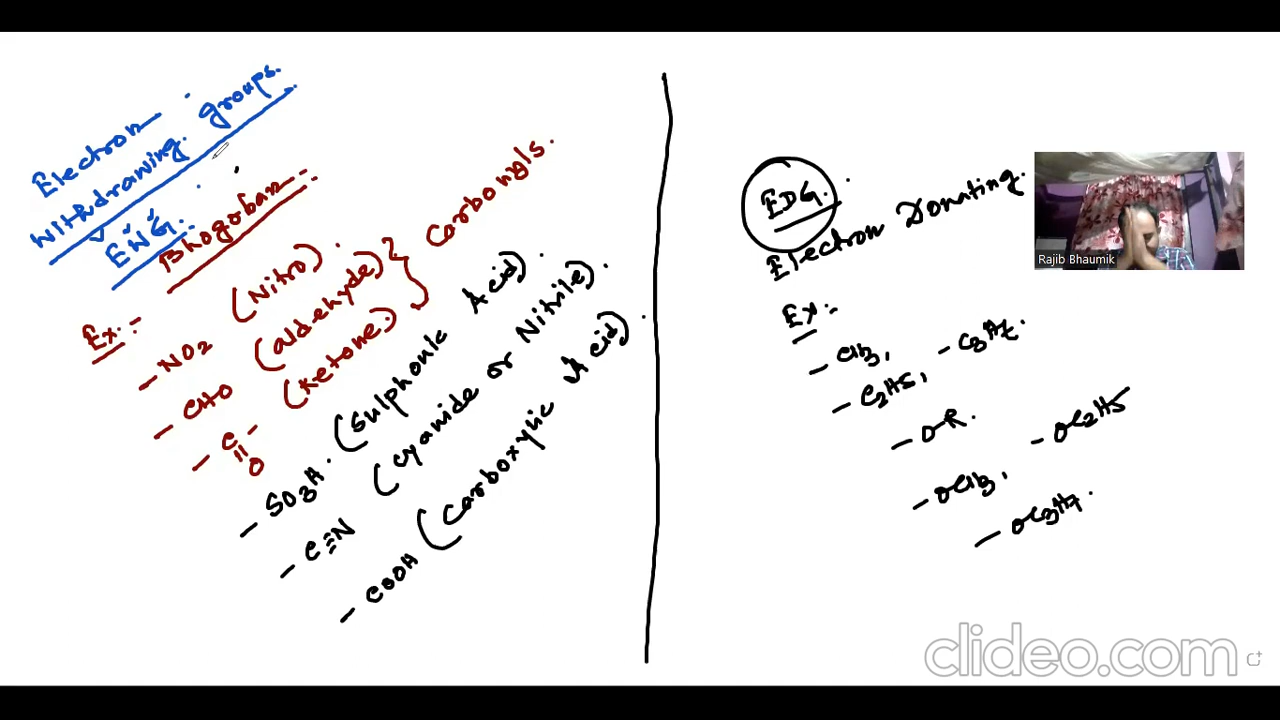 Electron
Withdrawing groups.
EWG.
Bhogoban :-
Ex :-
- NO2 (Nitro)
- CHO (aldehyde)
- C - (Ketone)
O
} Carbonyls.
- SO3H. (Sulphonic Acid).
- C≡N (Cyanide or Nitrile).
- COOH (Carboxylic Acid).
EDG.
Electron Donating.
Ex :-
- CH3,
- C2H5, - C3H7.
- OR.
- OCH3, - OC2H5
- OC3H7.
Rajib Bhaumik
clideo.com